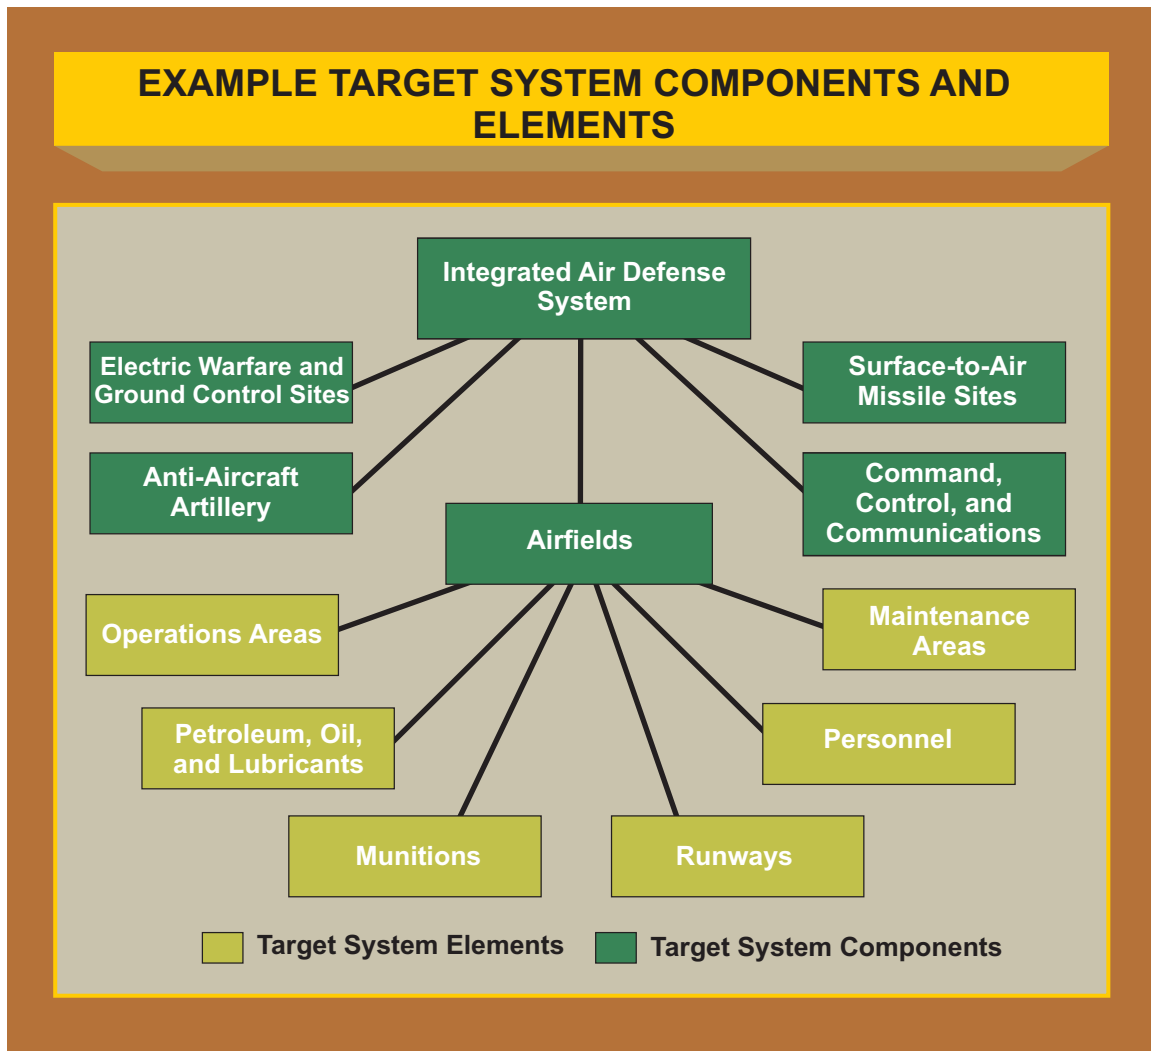 EXAMPLE TARGET SYSTEM COMPONENTS AND
ELEMENTS
Integrated Air Defense
System
Electric Warfare and
Ground Control Sites
Surface-to-Air
Missile Sites
Anti-Aircraft
Artillery
Command,
Control, and
Communications
Airfields
Operations Areas
Maintenance
Areas
Petroleum, Oil,
and Lubricants
Personnel
Munitions
Runways
Target System Elements
Target System Components